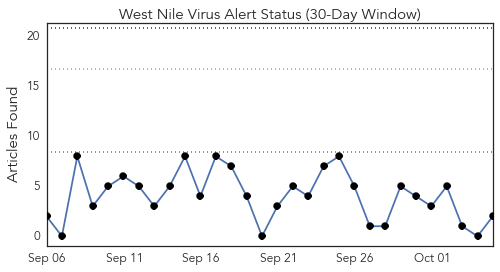 West Nile Virus Alert Status (30-Day Window)
Articles Found
20
15
10
5
0
Sep 06 Sep 11 Sep 16 Sep 21 Sep 26 Oct 01